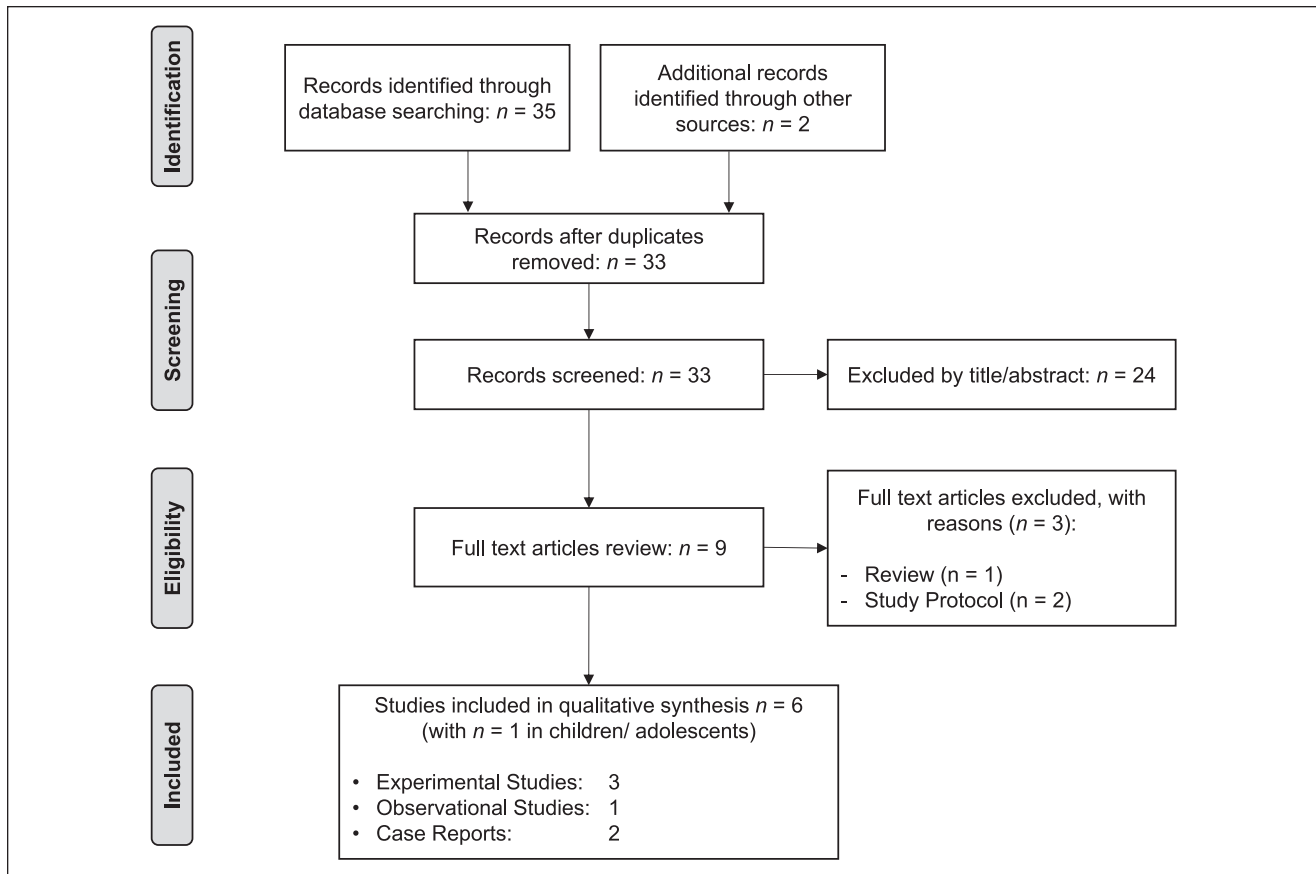 Identification
Records identified through
database searching: n = 35
Additional records
identified through other
sources: n = 2
Screening
Records after duplicates
removed: n = 33
Records screened: n = 33
Excluded by title/abstract: n = 24
Eligibility
Full text articles review: n = 9
Full text articles excluded, with
reasons (n = 3):
- Review (n = 1)
- Study Protocol (n = 2)
Included
Studies included in qualitative synthesis n = 6
(with n = 1 in children/ adolescents)
• Experimental Studies: 3
• Observational Studies: 1
• Case Reports: 2